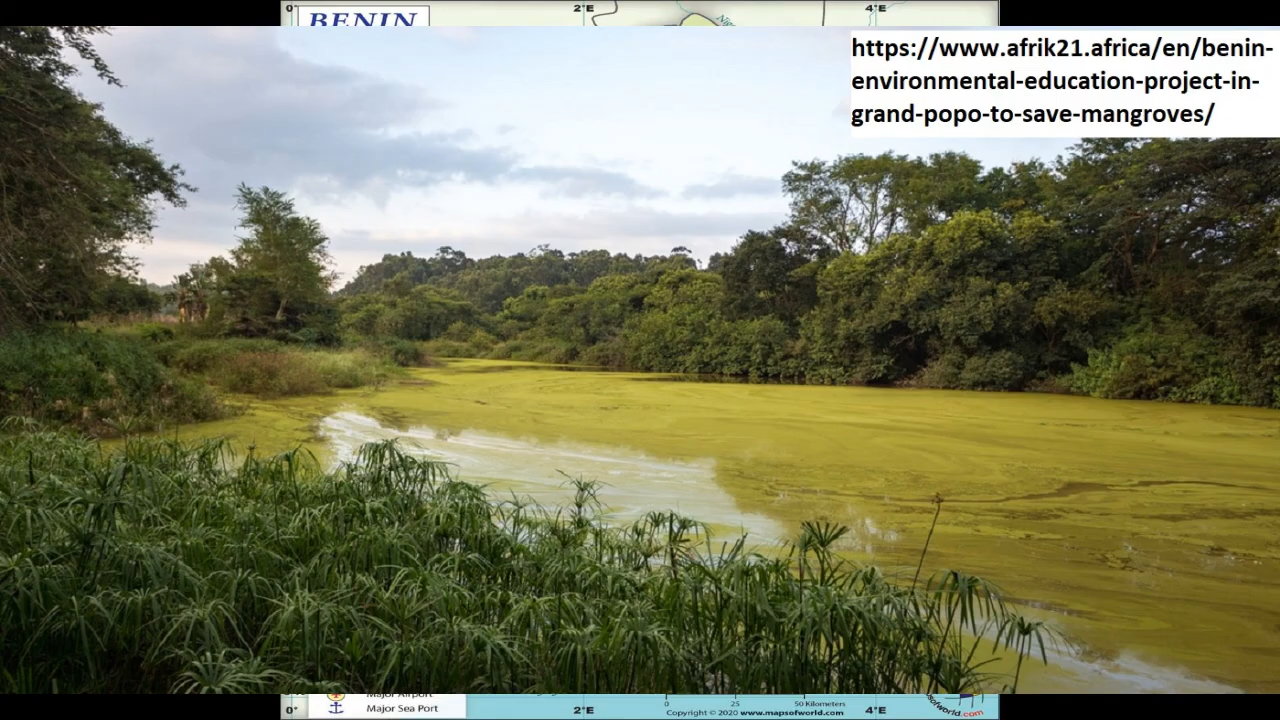 0° 2°E 4°E
BENIN
https://www.afrik21.africa/en/benin-
environmental-education-project-in-
grand-popo-to-save-mangroves/
Major Airport
Major Sea Port
0 25 50 Kilometers
Copyright © 2020 www.mapsofworld.com
0° 2°E 4°E